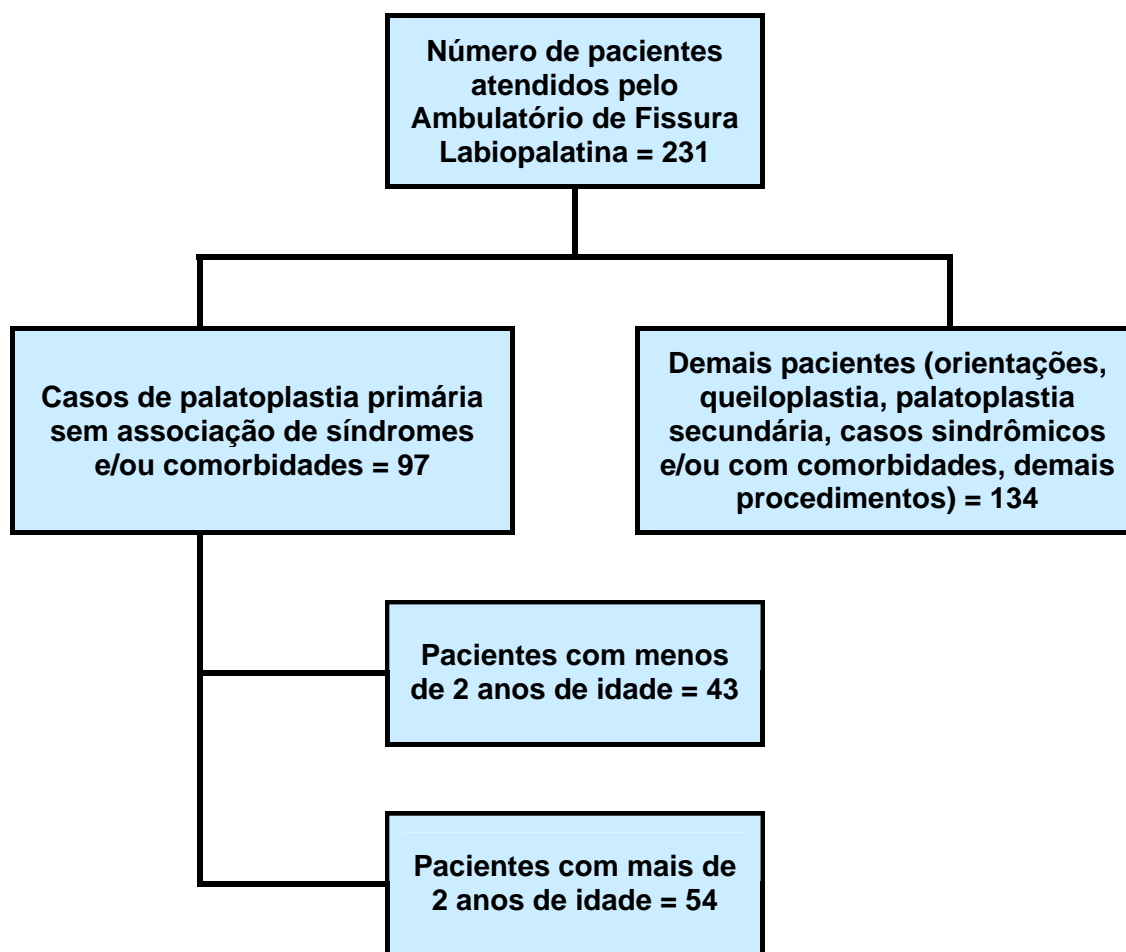 Número de pacientes
atendidos pelo
Ambulatório de Fissura
Labiopalatina = 231
Casos de palatoplastia primária
sem associação de síndromes
e/ou comorbidades = 97
Demais pacientes (orientações,
queiloplastia, palatoplastia
secundária, casos sindrômicos
e/ou com comorbidades, demais
procedimentos) = 134
Pacientes com menos
de 2 anos de idade = 43
Pacientes com mais de
2 anos de idade = 54